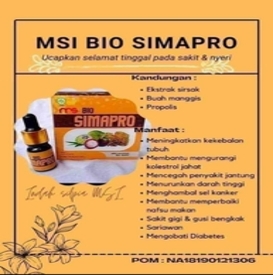 MSI BIO SIMAPRO
Ucapkan selamat tinggal pada sakit & nyeri
Kandungan :
Ekstrak sirsak
Buah manggis
Propolis
BIO
SIMAPRO
Manfaat :
Meningkatkan kekebalan
tubuh
Membantu mengurangi
kolestrol jahat
Mencegah penyakit jantung
Menurunkan darah tinggi
Menghambal sel kanker
Membantu memperbaiki
nafsu makan
Sakit gigi & gusi bengkak
Sariawan
Mengobati Diabetes
POM : NA18190121306